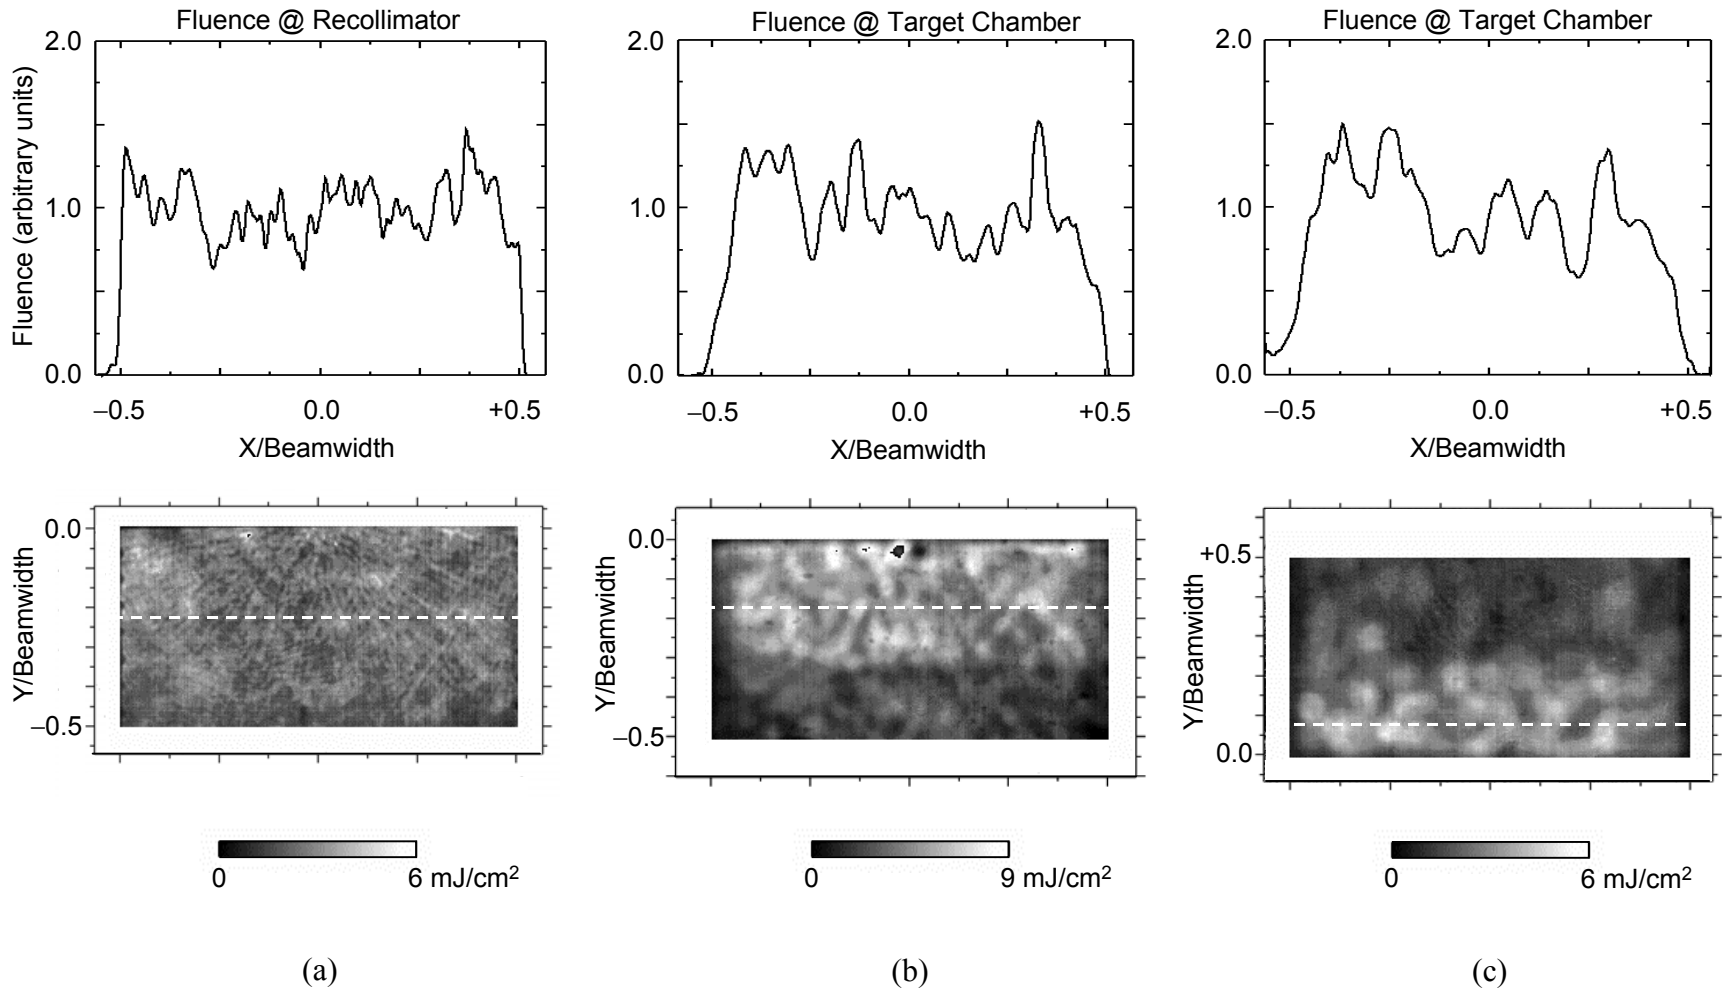 Fluence @ Recollimator
2.0
1.0
0.0
Fluence (arbitrary units)
−0.5 0.0 +0.5
X/Beamwidth
Fluence @ Target Chamber
2.0
1.0
0.0
−0.5 0.0 +0.5
X/Beamwidth
Fluence @ Target Chamber
2.0
1.0
0.0
−0.5 0.0 +0.5
X/Beamwidth
0.0
−0.5
Y/Beamwidth
0.0
−0.5
Y/Beamwidth
+0.5
0.0
Y/Beamwidth
0 6 mJ/cm²
0 9 mJ/cm²
0 6 mJ/cm²
(a) (b) (c)